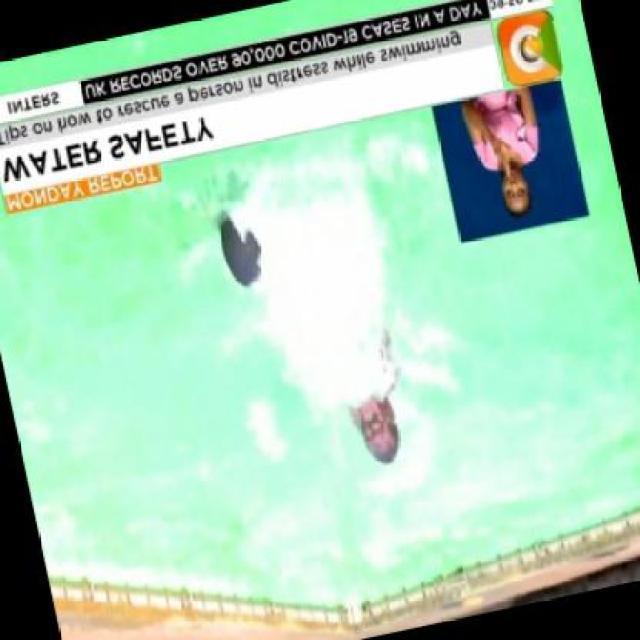 MONDAY REPORT
WATER SAFETY
Tips on how to rescue a person in distress while swimming
INTERS
UK RECORDS OVER 90,000 COVID-19 CASES IN A DAY